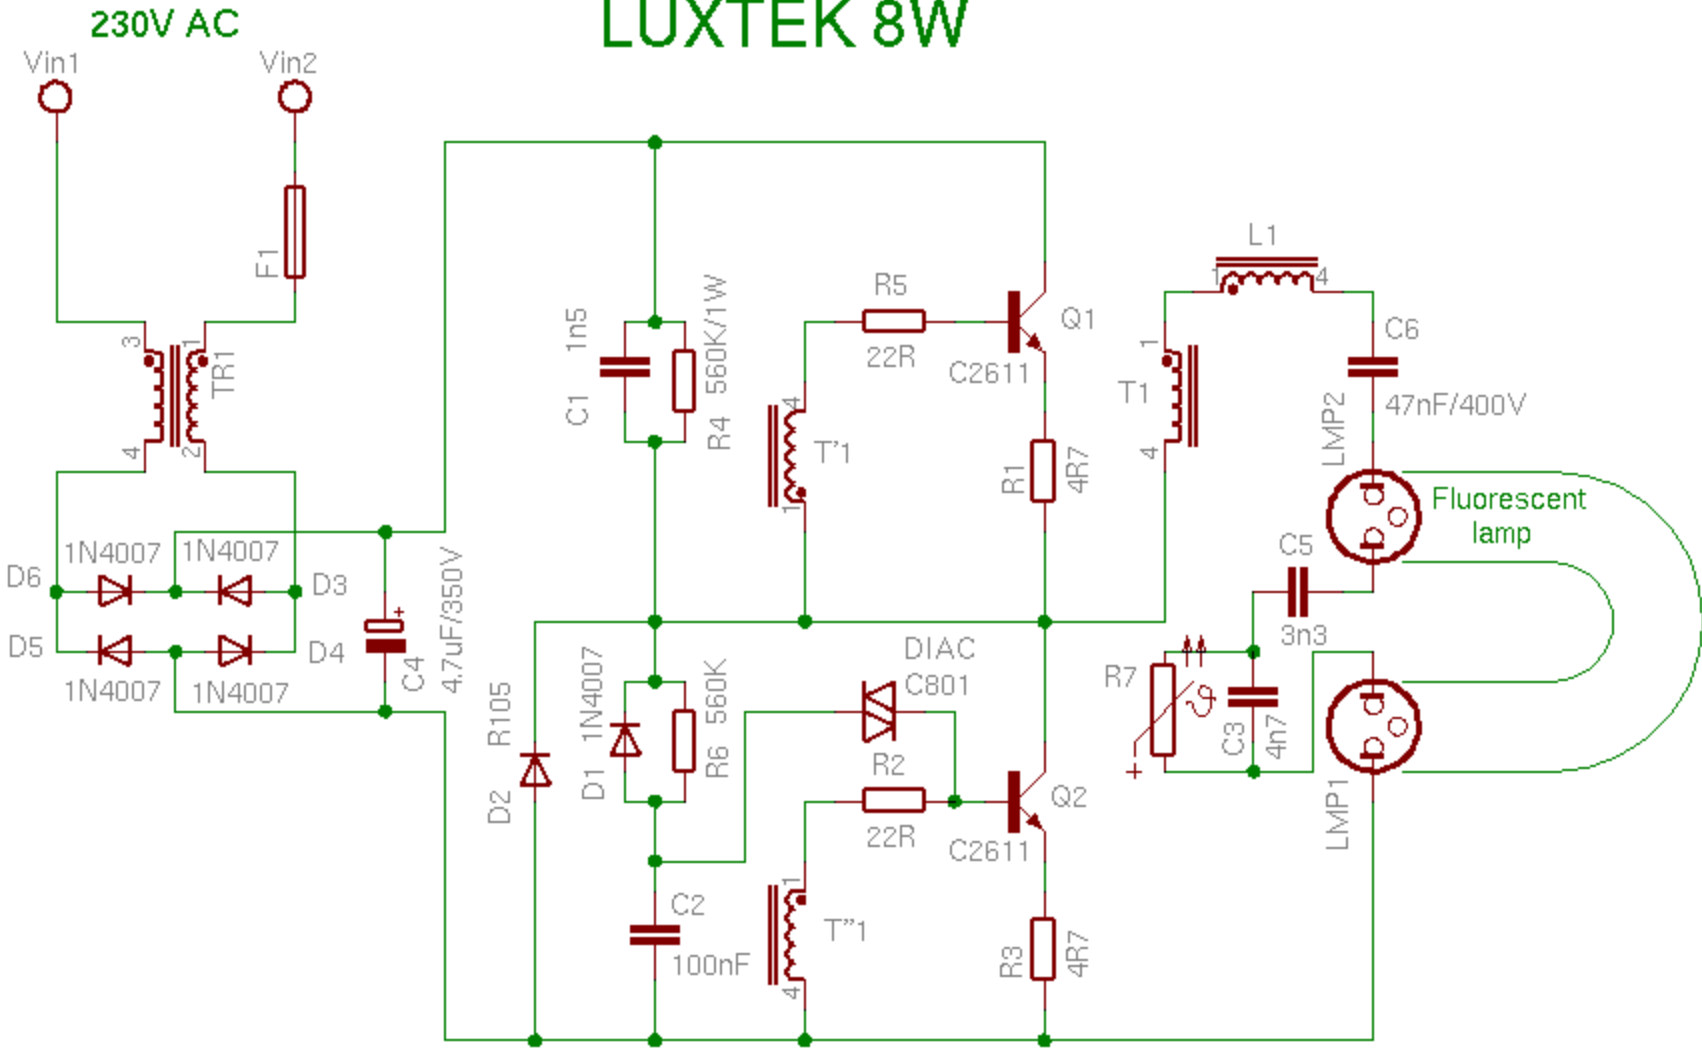 230V AC
LUXTEK 8W
Vin1
Vin2
F1
3
1
TR1
4
2
1N4007
1N4007
D6
D3
D5
D4
1N4007
1N4007
+
C4
4.7uF/350V
1n5
C1
560K/1W
R4
R5
22R
Q1
C2611
4
T'1
1
R1
4R7
L1
1
4
1
T1
4
C6
47nF/400V
LMP2
Fluorescent
lamp
C5
3n3
R7
+
C3
4n7
LMP1
DIAC
C801
R105
D2
1N4007
D1
560K
R6
R2
22R
Q2
C2611
C2
100nF
1
T"1
4
R3
4R7